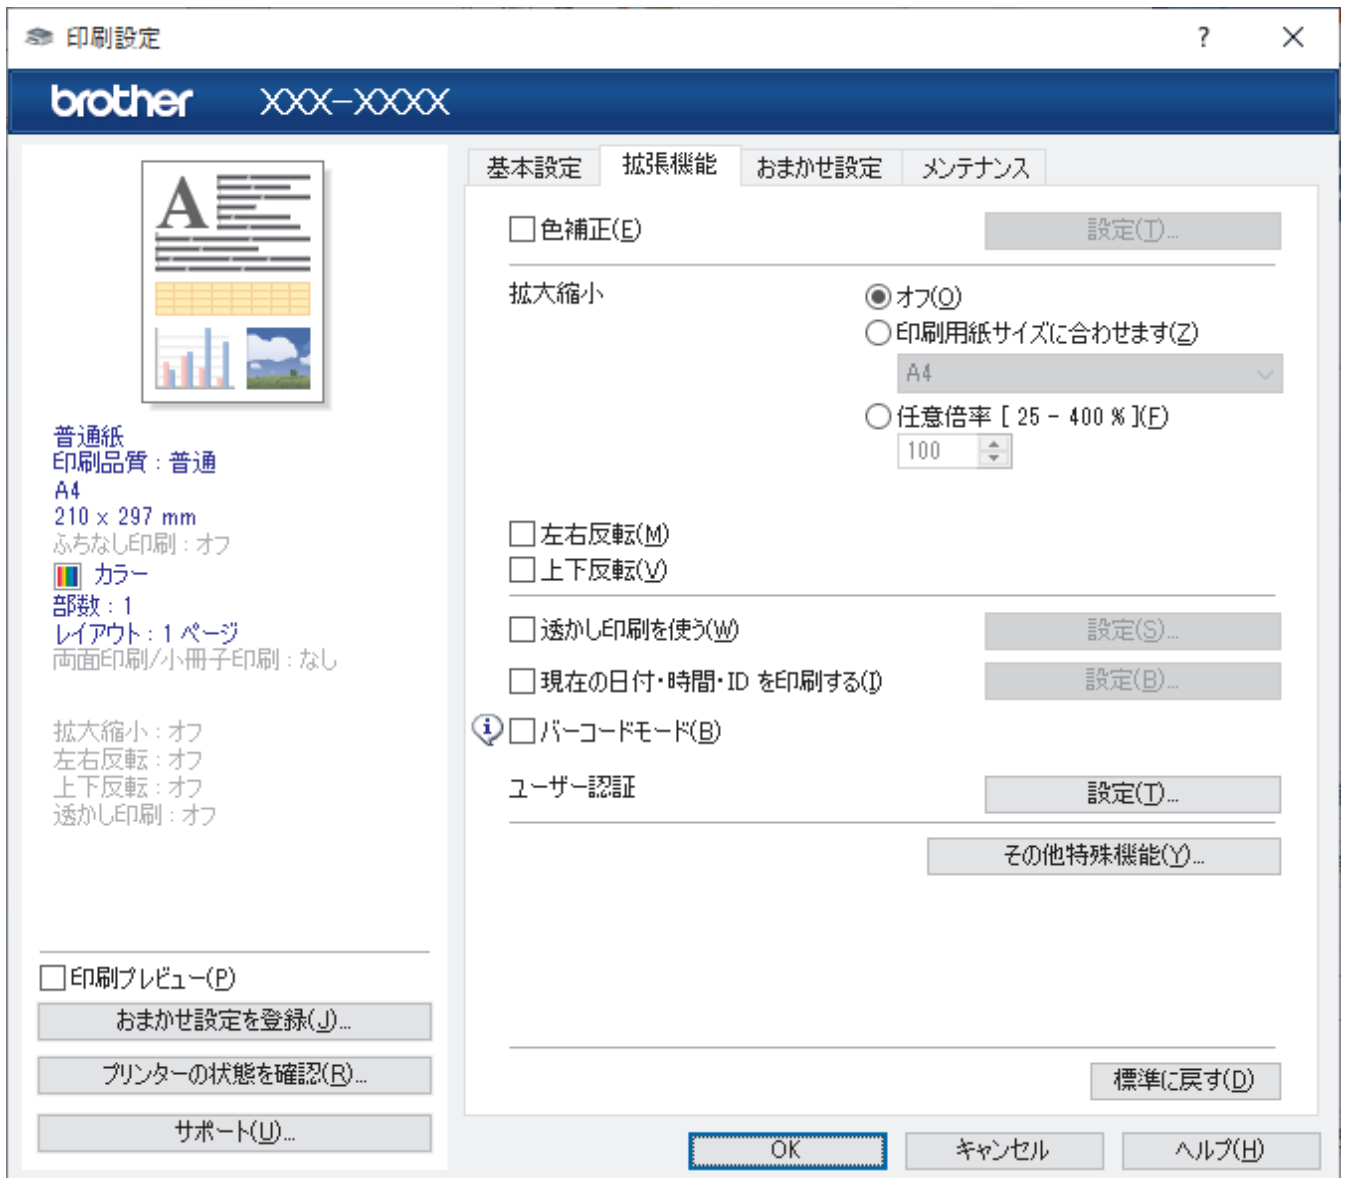 印刷設定
?
brother XXX-XXXX
A
普通紙
印刷品質 : 普通
A4
210 x 297 mm
ふちなし印刷 : オフ
カラー
部数 : 1
レイアウト : 1 ページ
両面印刷/小冊子印刷 : なし
拡大縮小 : オフ
左右反転 : オフ
上下反転 : オフ
透かし印刷 : オフ
印刷プレビュー(P)
おまかせ設定を登録(J)...
プリンターの状態を確認(R)...
サポート(U)...
基本設定 拡張機能 おまかせ設定 メンテナンス
色補正(E) 設定(T)...
拡大縮小 オフ(O)
印刷用紙サイズに合わせます(Z)
A4
任意倍率 [ 25 - 400 % ](F)
100
左右反転(M)
上下反転(V)
透かし印刷を使う(W) 設定(S)...
現在の日付・時間・ID を印刷する(I) 設定(B)...
バーコードモード(B)
ユーザー認証 設定(T)...
その他特殊機能(Y)...
標準に戻す(D)
OK キャンセル ヘルプ(H)